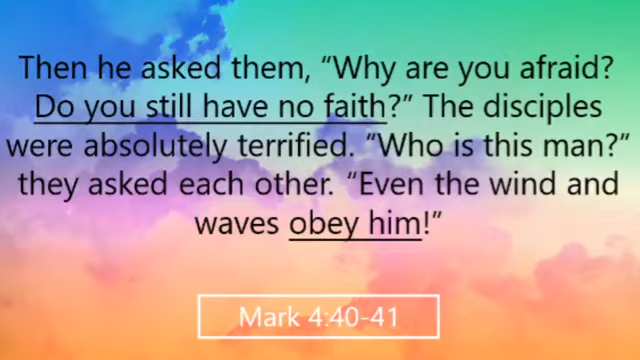 Then he asked them, “Why are you afraid?
Do you still have no faith?” The disciples
were absolutely terrified. “Who is this man?”
they asked each other. “Even the wind and
waves obey him!”
Mark 4:40-41